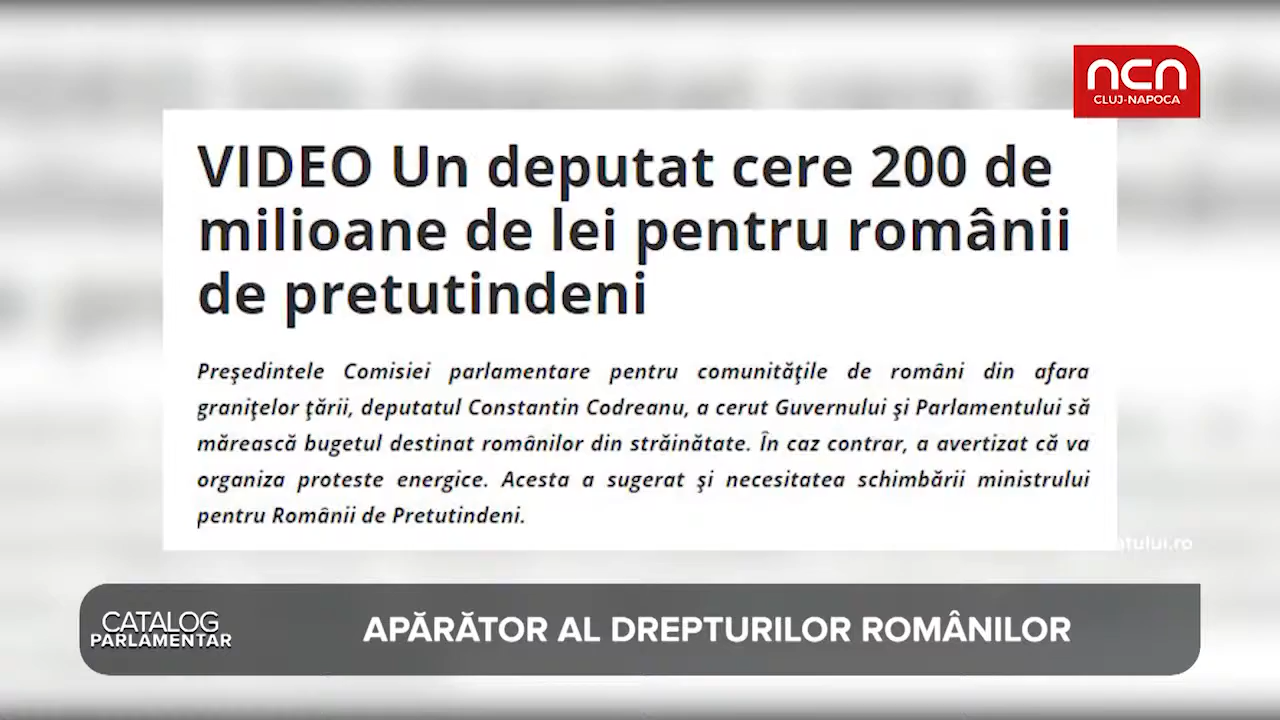 ncn
CLUJ-NAPOCA
VIDEO Un deputat cere 200 de
milioane de lei pentru românii
de pretutindeni
Preşedintele Comisiei parlamentare pentru comunităţile de români din afara
graniţelor ţării, deputatul Constantin Codreanu, a cerut Guvernului şi Parlamentului să
mărească bugetul destinat românilor din străinătate. În caz contrar, a avertizat că va
organiza proteste energice. Acesta a sugerat şi necesitatea schimbării ministrului
pentru Românii de Pretutindeni.
CATALOG
PARLAMENTAR
APĂRĂTOR AL DREPTURILOR ROMÂNILOR